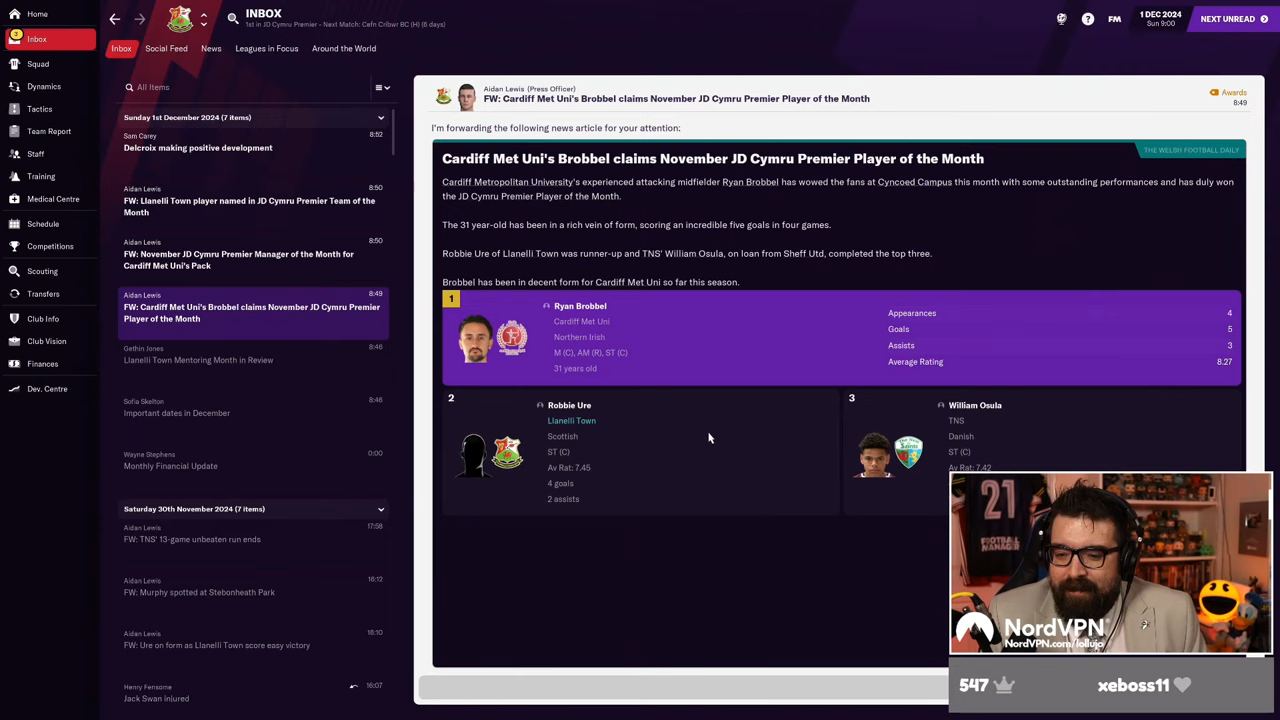 INBOX
1st in JD Cymru Premier - Next Match: Cefn Cribwr BC (H) (6 days)
FM
1 DEC 2024
Sun 9:00
NEXT UNREAD
Home
3
Inbox
Squad
Dynamics
Tactics
Team Report
Staff
Training
Medical Centre
Schedule
Competitions
Scouting
Transfers
Club Info
Club Vision
Finances
Dev. Centre
Inbox
Social Feed
News
Leagues in Focus
Around the World
All Items
Sunday 1st December 2024 (7 items)
Sam Carey
8:52
Delcroix making positive development
Aidan Lewis
8:50
FW: Llanelli Town player named in JD Cymru Premier Team of the
Month
Aidan Lewis
8:50
FW: November JD Cymru Premier Manager of the Month for
Cardiff Met Uni's Pack
Aidan Lewis
8:49
FW: Cardiff Met Uni's Brobbel claims November JD Cymru Premier
Player of the Month
Gethin Jones
8:46
Llanelli Town Mentoring Month in Review
Sofia Skelton
8:46
Important dates in December
Wayne Stephens
0:00
Monthly Financial Update
Saturday 30th November 2024 (7 items)
Aidan Lewis
17:58
FW: TNS' 13-game unbeaten run ends
Aidan Lewis
16:12
FW: Murphy spotted at Stebonheath Park
Aidan Lewis
16:10
FW: Ure on form as Llanelli Town score easy victory
Henry Fensome
16:07
Jack Swan injured
Aidan Lewis (Press Officer)
FW: Cardiff Met Uni's Brobbel claims November JD Cymru Premier Player of the Month
Awards
8:49
I'm forwarding the following news article for your attention:
THE WELSH FOOTBALL DAILY
Cardiff Met Uni's Brobbel claims November JD Cymru Premier Player of the Month
Cardiff Metropolitan University's experienced attacking midfielder Ryan Brobbel has wowed the fans at Cyncoed Campus this month with some outstanding performances and has duly won
the JD Cymru Premier Player of the Month.
The 31 year-old has been in a rich vein of form, scoring an incredible five goals in four games.
Robbie Ure of Llanelli Town was runner-up and TNS' William Osula, on loan from Sheff Utd, completed the top three.
Brobbel has been in decent form for Cardiff Met Uni so far this season.
1
Ryan Brobbel
Cardiff Met Uni
Northern Irish
M (C), AM (R), ST (C)
31 years old
Appearances 4
Goals 5
Assists 3
Average Rating 8.27
2
Robbie Ure
Llanelli Town
Scottish
ST (C)
Av Rat: 7.45
4 goals
2 assists
3
William Osula
TNS
Danish
ST (C)
Av Rat: 7.42
21
FOOTBALL
MANAGER
NordVPN
NordVPN.com/lollujo
547
xeboss11